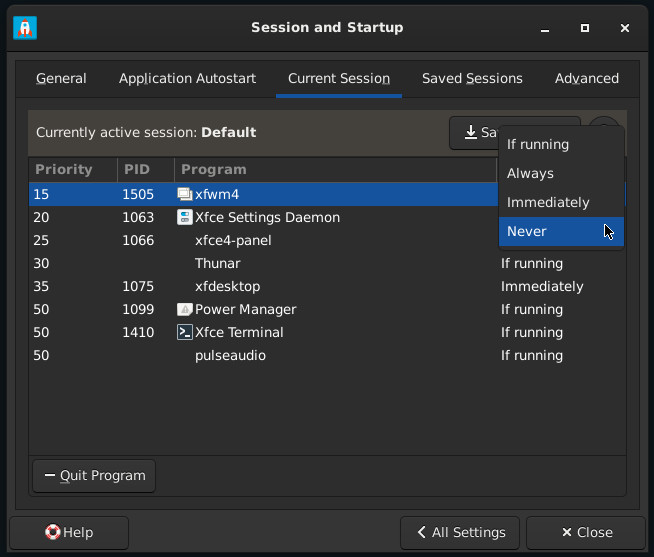 Session and Startup
General Application Autostart Current Session Saved Sessions Advanced
Currently active session: Default
If running
Always
Immediately
Never
Priority PID Program
15 1505 xfwm4
20 1063 Xfce Settings Daemon
25 1066 xfce4-panel
30 Thunar If running
35 1075 xfdesktop Immediately
50 1099 Power Manager If running
50 1410 Xfce Terminal If running
50 pulseaudio If running
Quit Program
Help All Settings Close